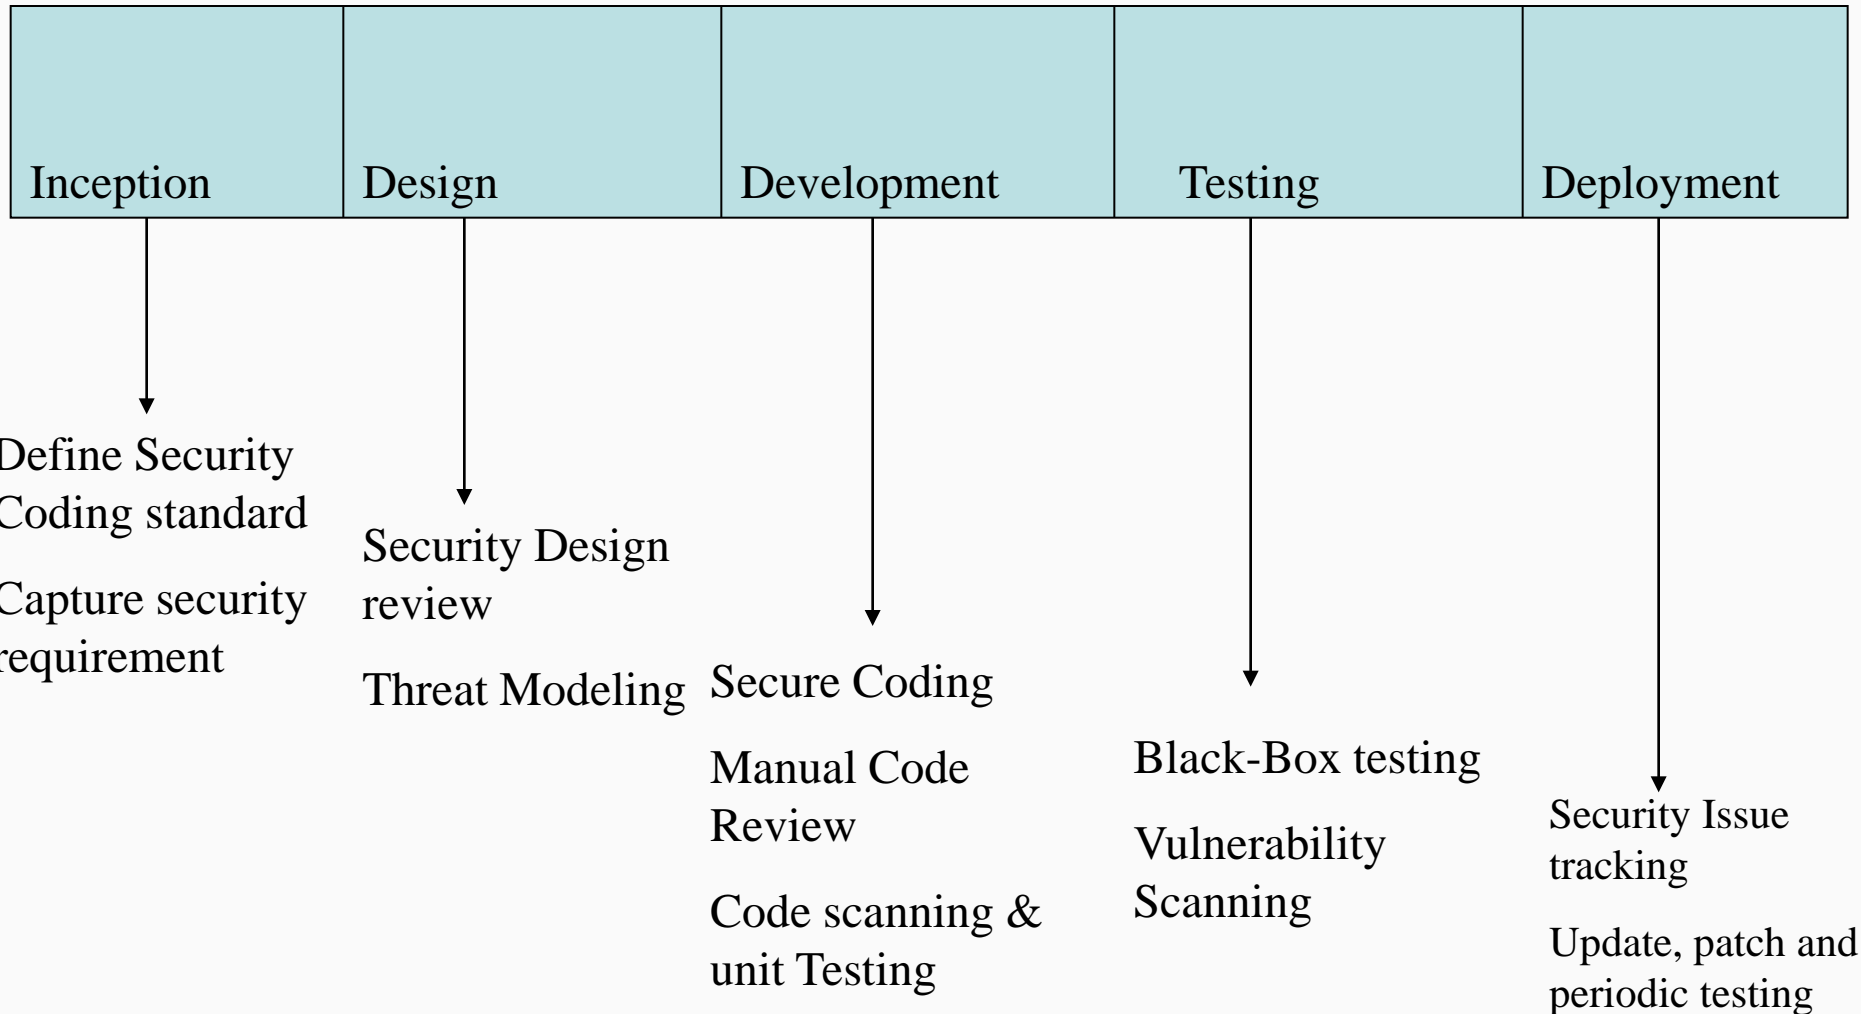 Inception
Design
Development
Testing
Deployment
Define Security
Coding standard
Capture security
requirement
Security Design
review
Threat Modeling
Secure Coding
Manual Code
Review
Code scanning &
unit Testing
Black-Box testing
Vulnerability
Scanning
Security Issue
tracking
Update, patch and
periodic testing